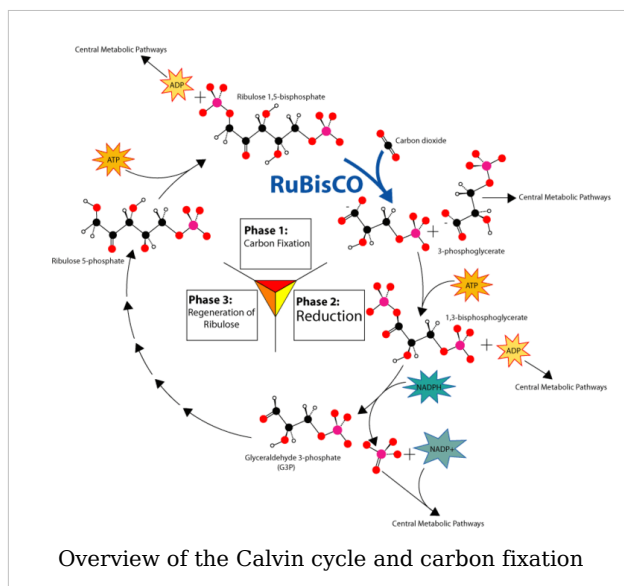 Central Metabolic Pathways
ADP
+
Ribulose 1,5-bisphosphate
Carbon dioxide
ATP
RuBisCO
Central Metabolic Pathways
+
3-phosphoglycerate
Ribulose 5-phosphate
Phase 1:
Carbon Fixation
Phase 3:
Regeneration of
Ribulose
Phase 2:
Reduction
ATP
1,3-bisphosphoglycerate
+
ADP
Central Metabolic Pathways
NADPH
Glyceraldehyde 3-phosphate
(G3P)
+
NADP+
Central Metabolic Pathways
Overview of the Calvin cycle and carbon fixation